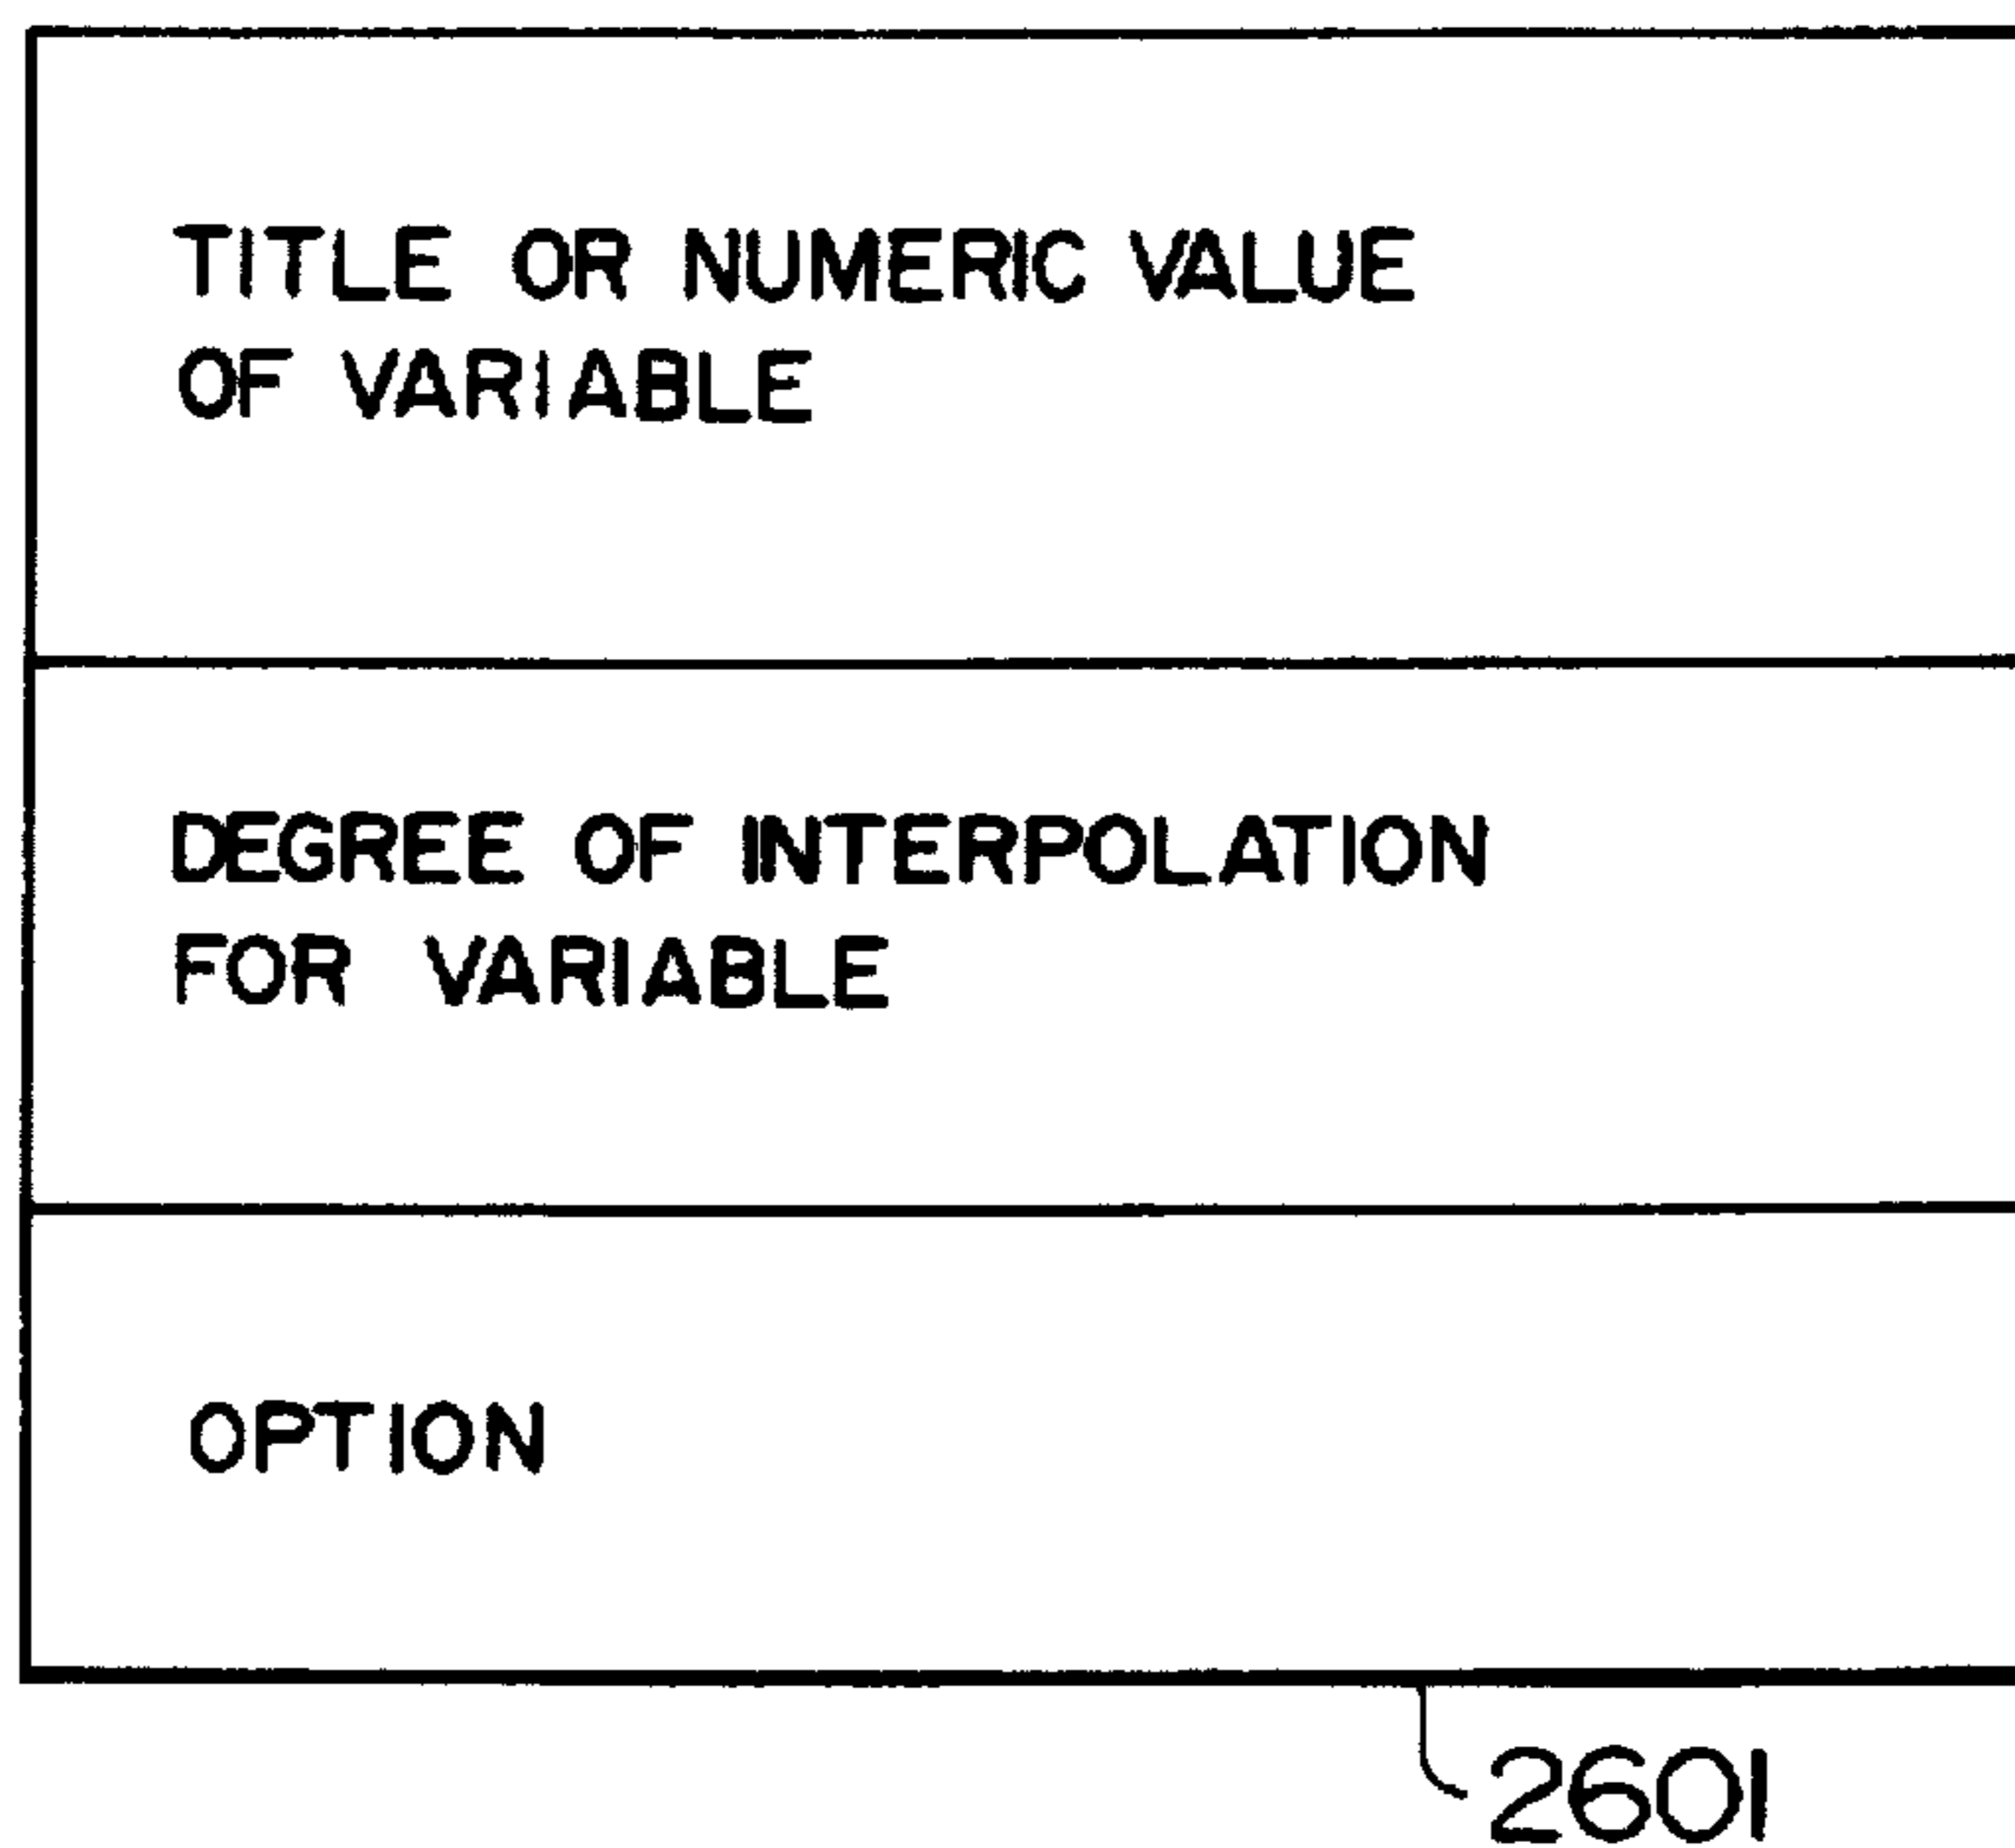 TITLE OR NUMERIC VALUE
OF VARIABLE
DEGREE OF INTERPOLATION
FOR VARIABLE
OPTION
2601